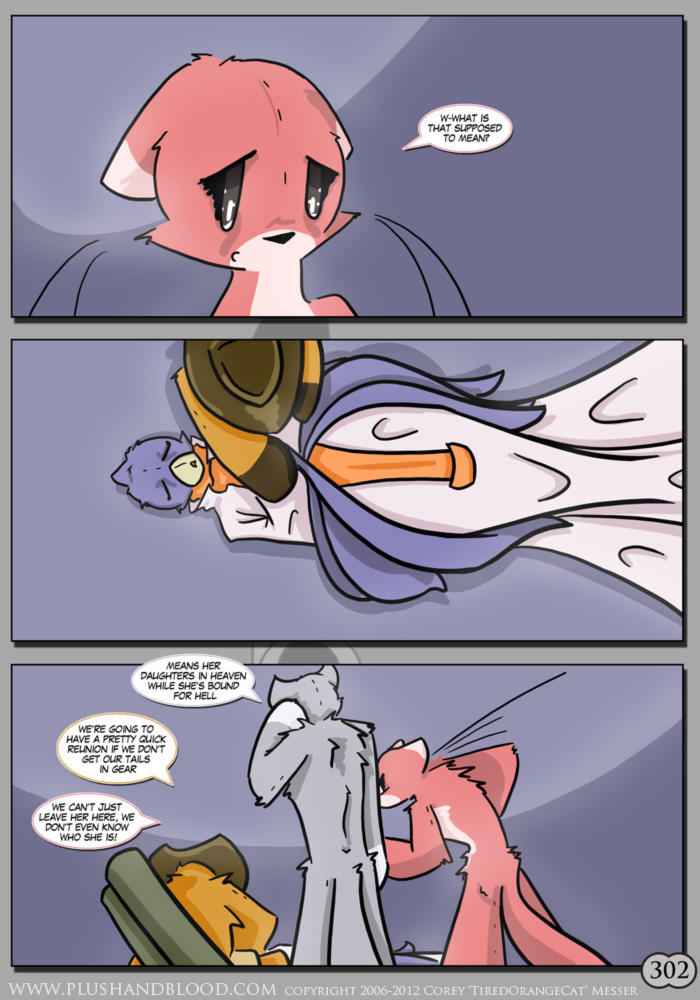 W-WHAT IS
THAT SUPPOSED
TO MEAN?
MEANS HER
DAUGHTERS IN HEAVEN
WHILE SHE'S BOUND
FOR HELL
WE'RE GOING TO
HAVE A PRETTY QUICK
REUNION IF WE DON'T
GET OUR TAILS
IN GEAR
WE CAN'T JUST
LEAVE HER HERE, WE
DON'T EVEN KNOW
WHO SHE IS!
302
WWW.PLUSHANDBLOOD.COM COPYRIGHT 2006-2012 COREY 'TIREDORANGECAT' MESSER